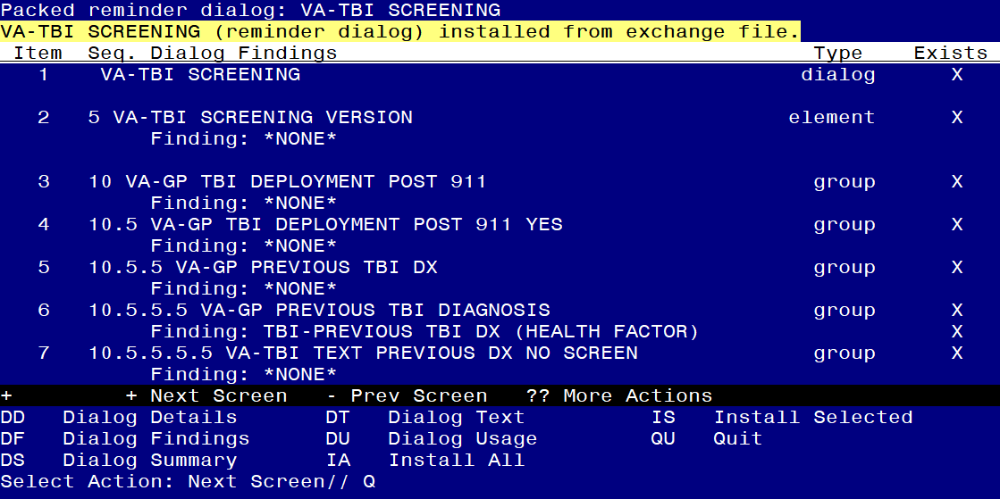 Packed reminder dialog: VA-TBI SCREENING
VA-TBI SCREENING (reminder dialog) installed from exchange file.
Item  Seq. Dialog Findings  Type  Exists
1  VA-TBI SCREENING  dialog  X
2  5 VA-TBI SCREENING VERSION  element  X
Finding: *NONE*
3  10 VA-GP TBI DEPLOYMENT POST 911  group  X
Finding: *NONE*
4  10.5 VA-GP TBI DEPLOYMENT POST 911 YES  group  X
Finding: *NONE*
5  10.5.5 VA-GP PREVIOUS TBI DX  group  X
Finding: *NONE*
6  10.5.5.5 VA-GP PREVIOUS TBI DIAGNOSIS  group  X
Finding: TBI-PREVIOUS TBI DX (HEALTH FACTOR)  X
7  10.5.5.5.5 VA-TBI TEXT PREVIOUS DX NO SCREEN  group  X
Finding: *NONE*
+  + Next Screen  - Prev Screen  ?? More Actions
DD  Dialog Details  DT  Dialog Text  IS  Install Selected
DF  Dialog Findings  DU  Dialog Usage  QU  Quit
DS  Dialog Summary  IA  Install All
Select Action: Next Screen// Q